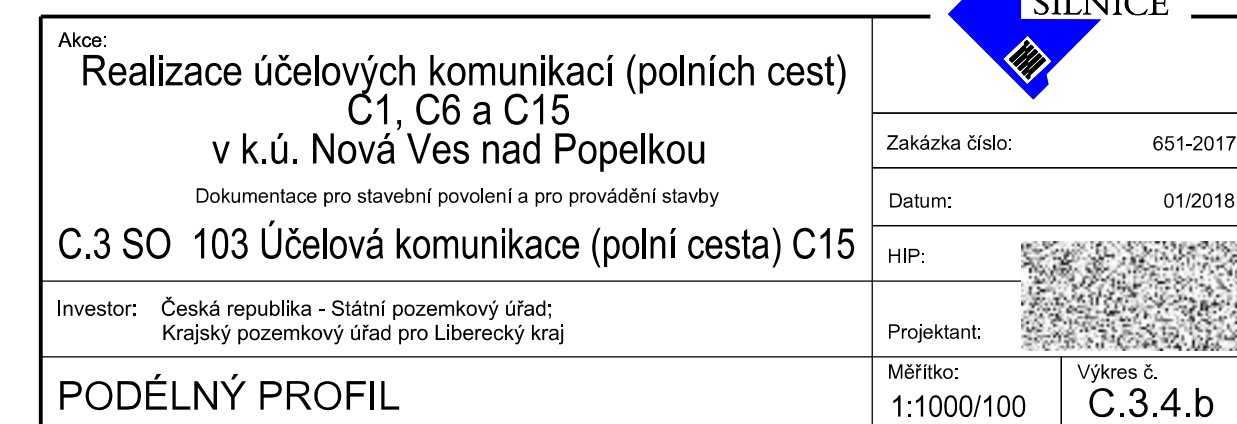 SILNICE
Akce:
Realizace účelových komunikací (polních cest)
C1, C6 a C15
v k.ú. Nová Ves nad Popelkou
Dokumentace pro stavební povolení a pro provádění stavby
C.3 SO 103 Účelová komunikace (polní cesta) C15
Zakázka číslo: 651-2017
Datum: 01/2018
HIP:
Investor: Česká republika - Státní pozemkový úřad;
Krajský pozemkový úřad pro Liberecký kraj
Projektant:
PODÉLNÝ PROFIL
Měřítko:
1:1000/100
Výkres č.
C.3.4.b